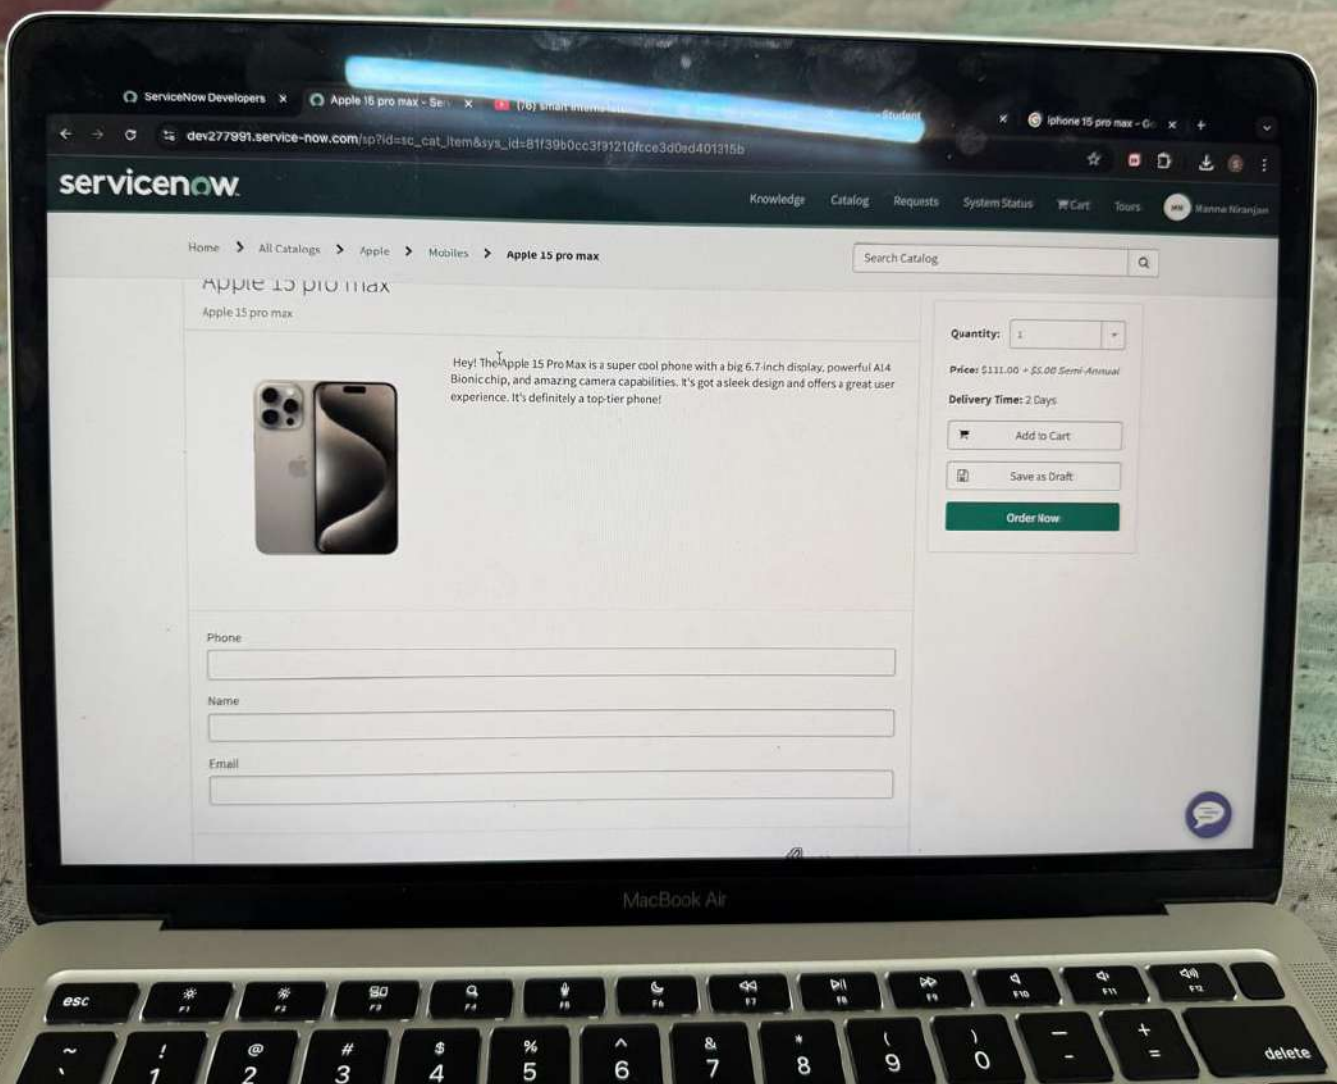 ServiceNow Developers
Apple 15 pro max - Ser
iphone 15 pro max - Go
dev277991.service-now.com/sp?id=sc_cat_item&sys_id=81f39b0cc3f91210fcce3d0ed401315b
servicenow
Knowledge Catalog Requests System Status Cart Tours Manne Niranjan
Home > All Catalogs > Apple > Mobiles > Apple 15 pro max
Search Catalog
Apple 15 pro max
Apple 15 pro max
Hey! The Apple 15 Pro Max is a super cool phone with a big 6.7-inch display, powerful A14
Bionic chip, and amazing camera capabilities. It's got a sleek design and offers a great user
experience. It's definitely a top-tier phone!
Quantity: 1
Price: $111.00 + $5.00 Semi-Annual
Delivery Time: 2 Days
Add to Cart
Save as Draft
Order Now
Phone
Name
Email
MacBook Air
esc F1 F2 F3 F4 F5 F6 F7 F8 F9 F10 F11 F12
~ ! @ # $ % ^ & * ( ) — +
` 1 2 3 4 5 6 7 8 9 0 - = delete